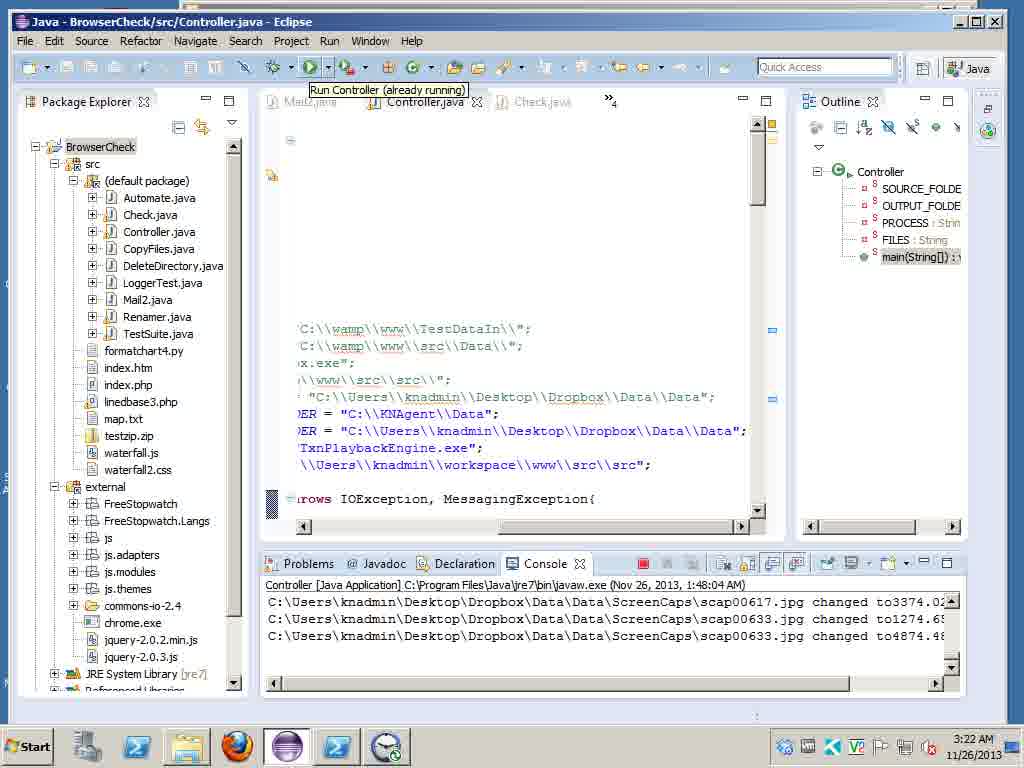 Java - BrowserCheck/src/Controller.java - Eclipse
File Edit Source Refactor Navigate Search Project Run Window Help
Quick Access
Java
Run Controller (already running)
Package Explorer
BrowserCheck
src
(default package)
Automate.java
Check.java
Controller.java
CopyFiles.java
DeleteDirectory.java
LoggerTest.java
Mail2.java
Renamer.java
TestSuite.java
formatchart4.py
index.htm
index.php
linedbase3.php
map.txt
testzip.zip
waterfall.js
waterfall2.css
external
FreeStopwatch
FreeStopwatch.Langs
js
js.adapters
js.modules
js.themes
commons-io-2.4
chrome.exe
jquery-2.0.2.min.js
jquery-2.0.3.js
JRE System Library [jre7]
Referenced Libraries
Mail2.java Controller.java Check.java 4
'C:\\wamp\\www\\TestDataIn\\";
'C:\\wamp\\www\\src\\Data\\";
x.exe";
\\www\\src\\src\\";
= "C:\\Users\\knadmin\\Desktop\\Dropbox\\Data\\Data";
DER = "C:\\KNAgent\\Data";
DER = "C:\\Users\\knadmin\\Desktop\\Dropbox\\Data\\Data";
TxnPlaybackEngine.exe";
\\Users\\knadmin\\workspace\\www\\src\\src";
rows IOException, MessagingException{
Outline
Controller
SOURCE_FOLDE
OUTPUT_FOLDE
PROCESS : Strin
FILES : String
main(String[]) : v
Problems @ Javadoc Declaration Console
Controller [Java Application] C:\Program Files\Java\jre7\bin\javaw.exe (Nov 26, 2013, 1:48:04 AM)
C:\Users\knadmin\Desktop\Dropbox\Data\Data\ScreenCaps\scap00617.jpg changed to3374.02
C:\Users\knadmin\Desktop\Dropbox\Data\Data\ScreenCaps\scap00633.jpg changed to1274.65
C:\Users\knadmin\Desktop\Dropbox\Data\Data\ScreenCaps\scap00633.jpg changed to4874.48
Start
3:22 AM
11/26/2013